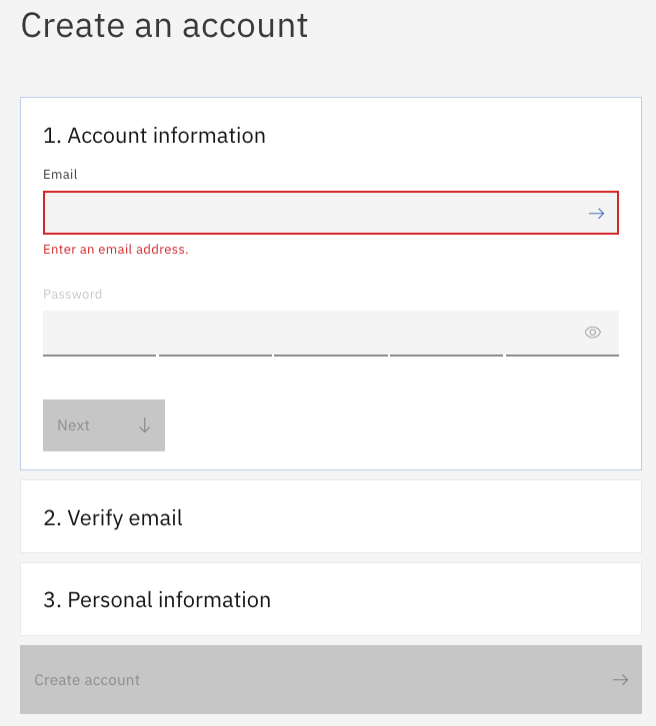 Create an account
1. Account information
Email
Enter an email address.
Password
Next
2. Verify email
3. Personal information
Create account